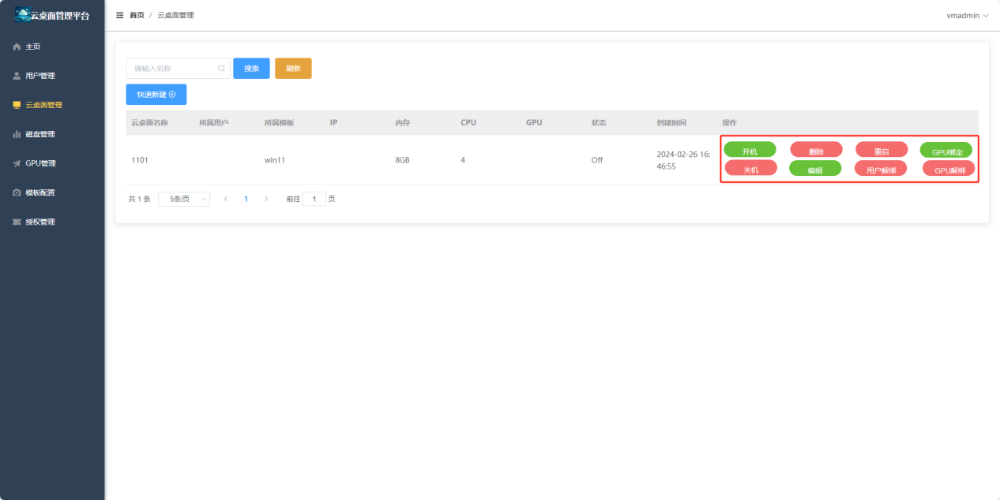 云桌面管理平台
首页 / 云桌面管理
vmadmin
主页
用户管理
云桌面管理
磁盘管理
GPU管理
模板配置
授权管理
请输入名称
搜索
刷新
快速新建
云桌面名称 所属用户 所属模板 IP 内存 CPU GPU 状态 创建时间 操作
1101 win11 8GB 4 Off
2024-02-26 16:
46:55
开机 删除 重启 GPU绑定
关机 编辑 用户解绑 GPU解绑
共 1 条 5条/页 1 前往 1 页